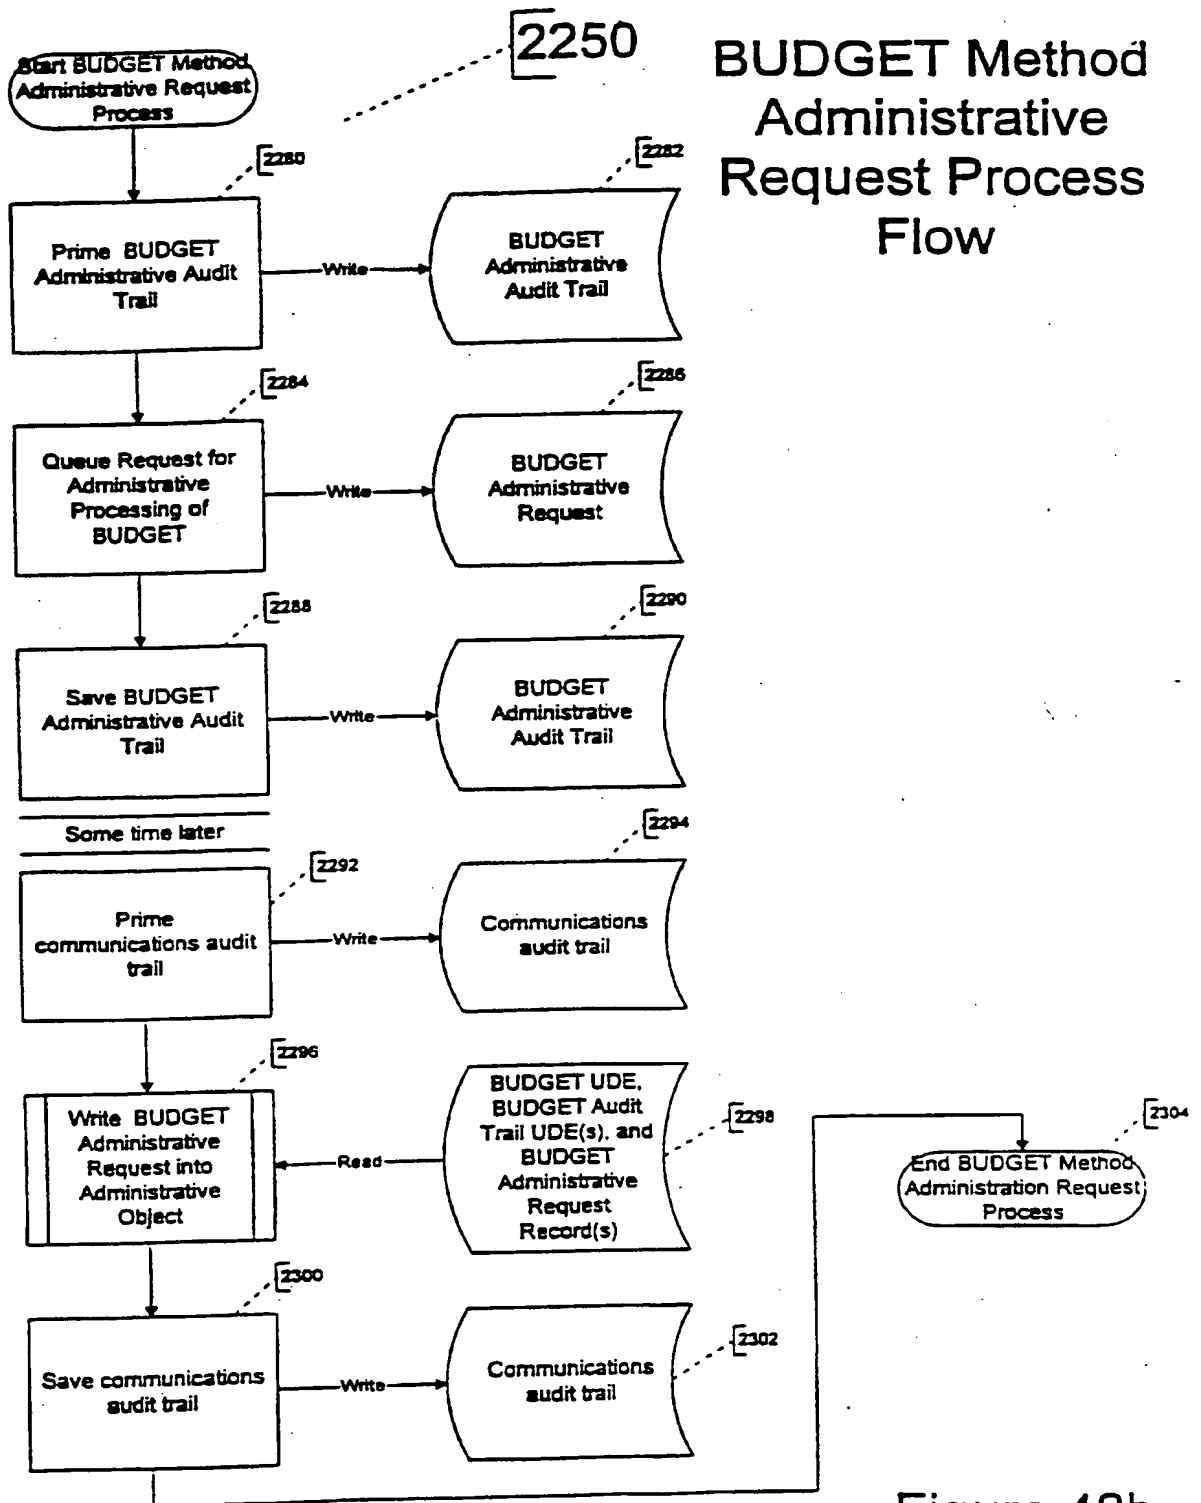 2250
BUDGET Method
Administrative
Request Process
Flow
Start BUDGET Method
Administrative Request
Process
2280
Prime BUDGET
Administrative Audit
Trail
Write
2282
BUDGET
Administrative
Audit Trail
2284
Queue Request for
Administrative
Processing of
BUDGET
Write
2286
BUDGET
Administrative
Request
2288
Save BUDGET
Administrative Audit
Trail
Write
2290
BUDGET
Administrative
Audit Trail
Some time later
2292
Prime
communications audit
trail
Write
2294
Communications
audit trail
2296
Write BUDGET
Administrative
Request into
Administrative
Object
Read
BUDGET UDE,
BUDGET Audit
Trail UDE(s), and
BUDGET
Administrative
Request
Record(s)
2298
2300
Save communications
audit trail
Write
Communications
audit trail
2302
2304
End BUDGET Method
Administration Request
Process